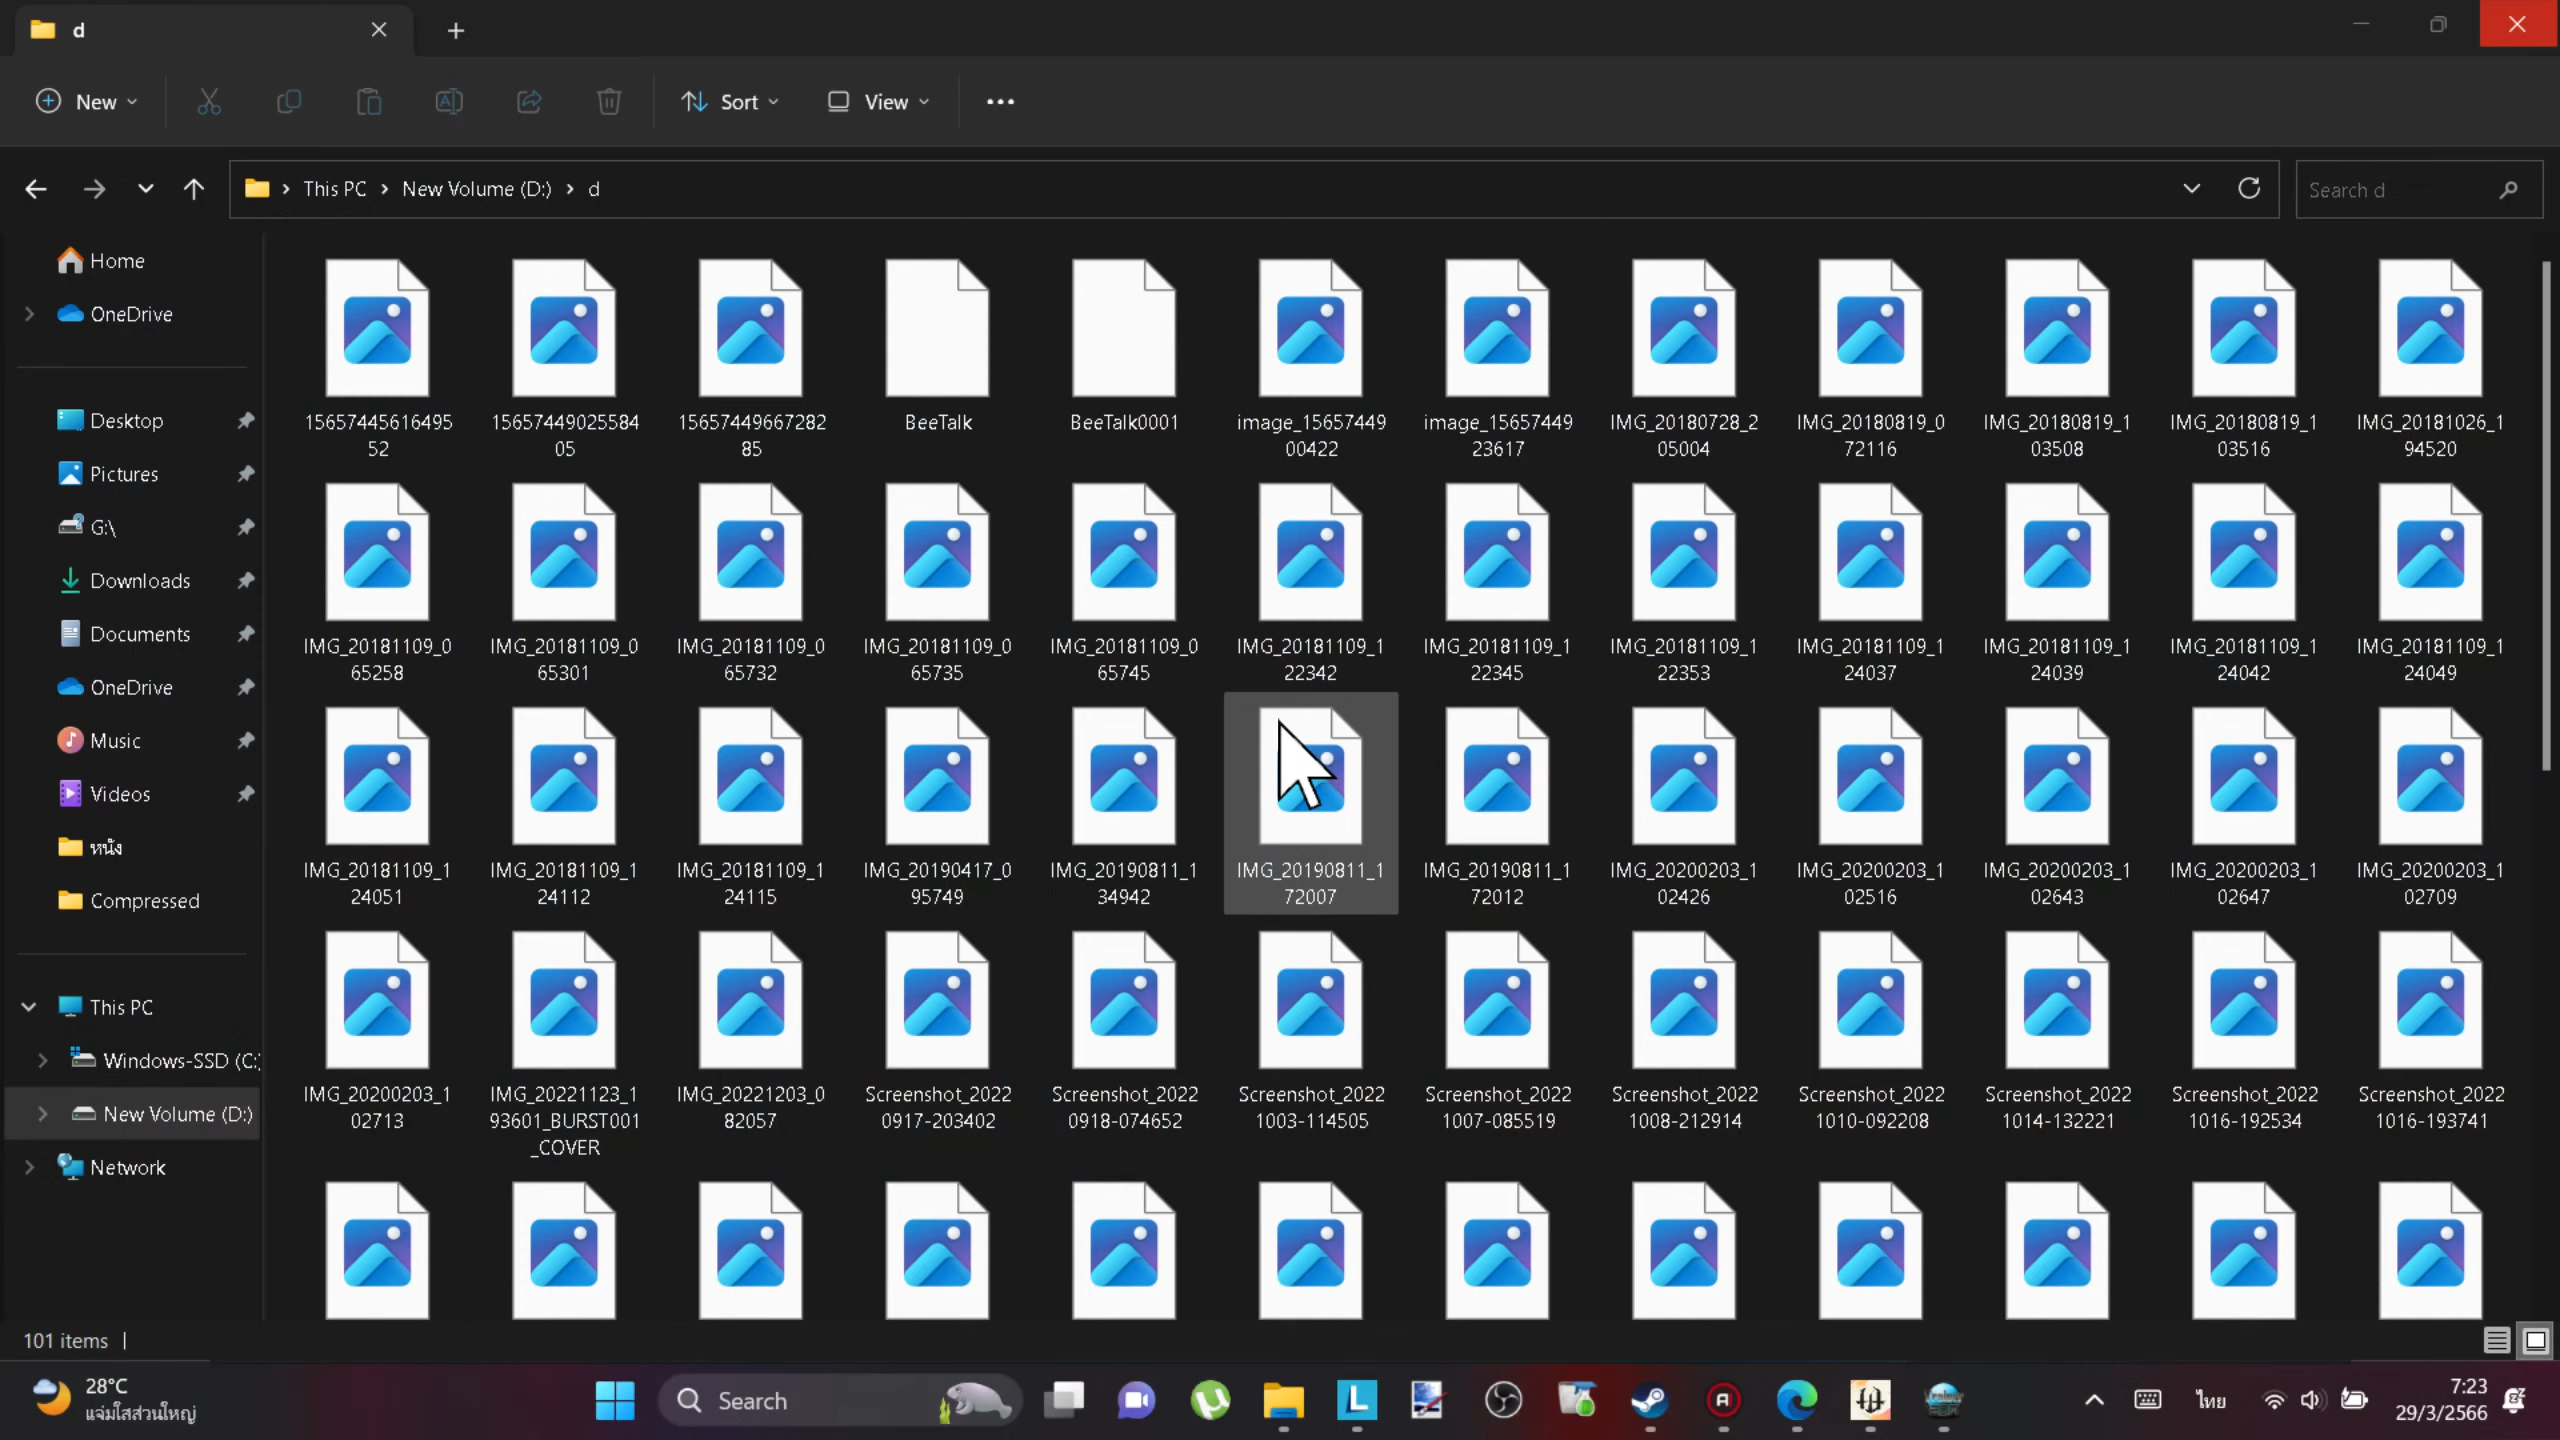 d
New
Sort
View
This PC
New Volume (D:)
d
Search d
Home
OneDrive
Desktop
Pictures
G:\
Downloads
Documents
OneDrive
Music
Videos
หนัง
Compressed
This PC
Windows-SSD (C:)
New Volume (D:)
Network
15657445616495
52
15657449025584
05
15657449667282
85
BeeTalk
BeeTalk0001
image_15657449
00422
image_15657449
23617
IMG_20180728_2
05004
IMG_20180819_0
72116
IMG_20180819_1
03508
IMG_20180819_1
03516
IMG_20181026_1
94520
IMG_20181109_0
65258
IMG_20181109_0
65301
IMG_20181109_0
65732
IMG_20181109_0
65735
IMG_20181109_0
65745
IMG_20181109_1
22342
IMG_20181109_1
22345
IMG_20181109_1
22353
IMG_20181109_1
24037
IMG_20181109_1
24039
IMG_20181109_1
24042
IMG_20181109_1
24049
IMG_20181109_1
24051
IMG_20181109_1
24112
IMG_20181109_1
24115
IMG_20190417_0
95749
IMG_20190811_1
34942
IMG_20190811_1
72007
IMG_20190811_1
72012
IMG_20200203_1
02426
IMG_20200203_1
02516
IMG_20200203_1
02643
IMG_20200203_1
02647
IMG_20200203_1
02709
IMG_20200203_1
02713
IMG_20221123_1
93601_BURST001
_COVER
IMG_20221203_0
82057
Screenshot_2022
0917-203402
Screenshot_2022
0918-074652
Screenshot_2022
1003-114505
Screenshot_2022
1007-085519
Screenshot_2022
1008-212914
Screenshot_2022
1010-092208
Screenshot_2022
1014-132221
Screenshot_2022
1016-192534
Screenshot_2022
1016-193741
101 items
28°C
แจ่มใสส่วนใหญ่
Search
ไทย
7:23
29/3/2566